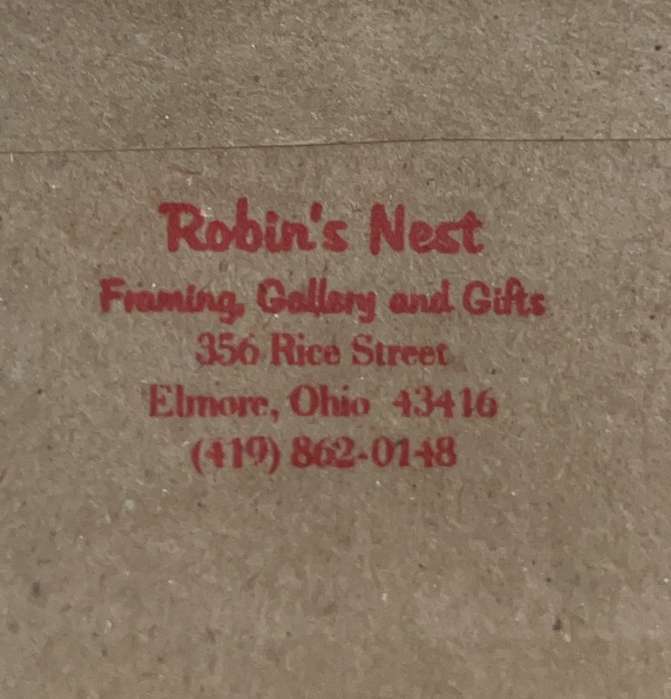 Robin's Nest
Framing, Gallery and Gifts
356 Rice Street
Elmore, Ohio 43416
(419) 862-0148